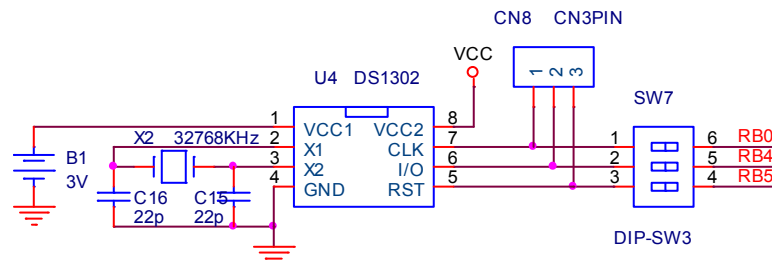 CN8 CN3PIN
VCC
U4 DS1302
1 2 3
SW7
1 VCC1 VCC2 8
X2 32768KHz 2 X1 CLK 7 1 6 RB0
B1 3 X2 I/O 6 2 5 RB4
3V 4 GND RST 5 3 4 RB5
C16 C15
22p 22p
DIP-SW3